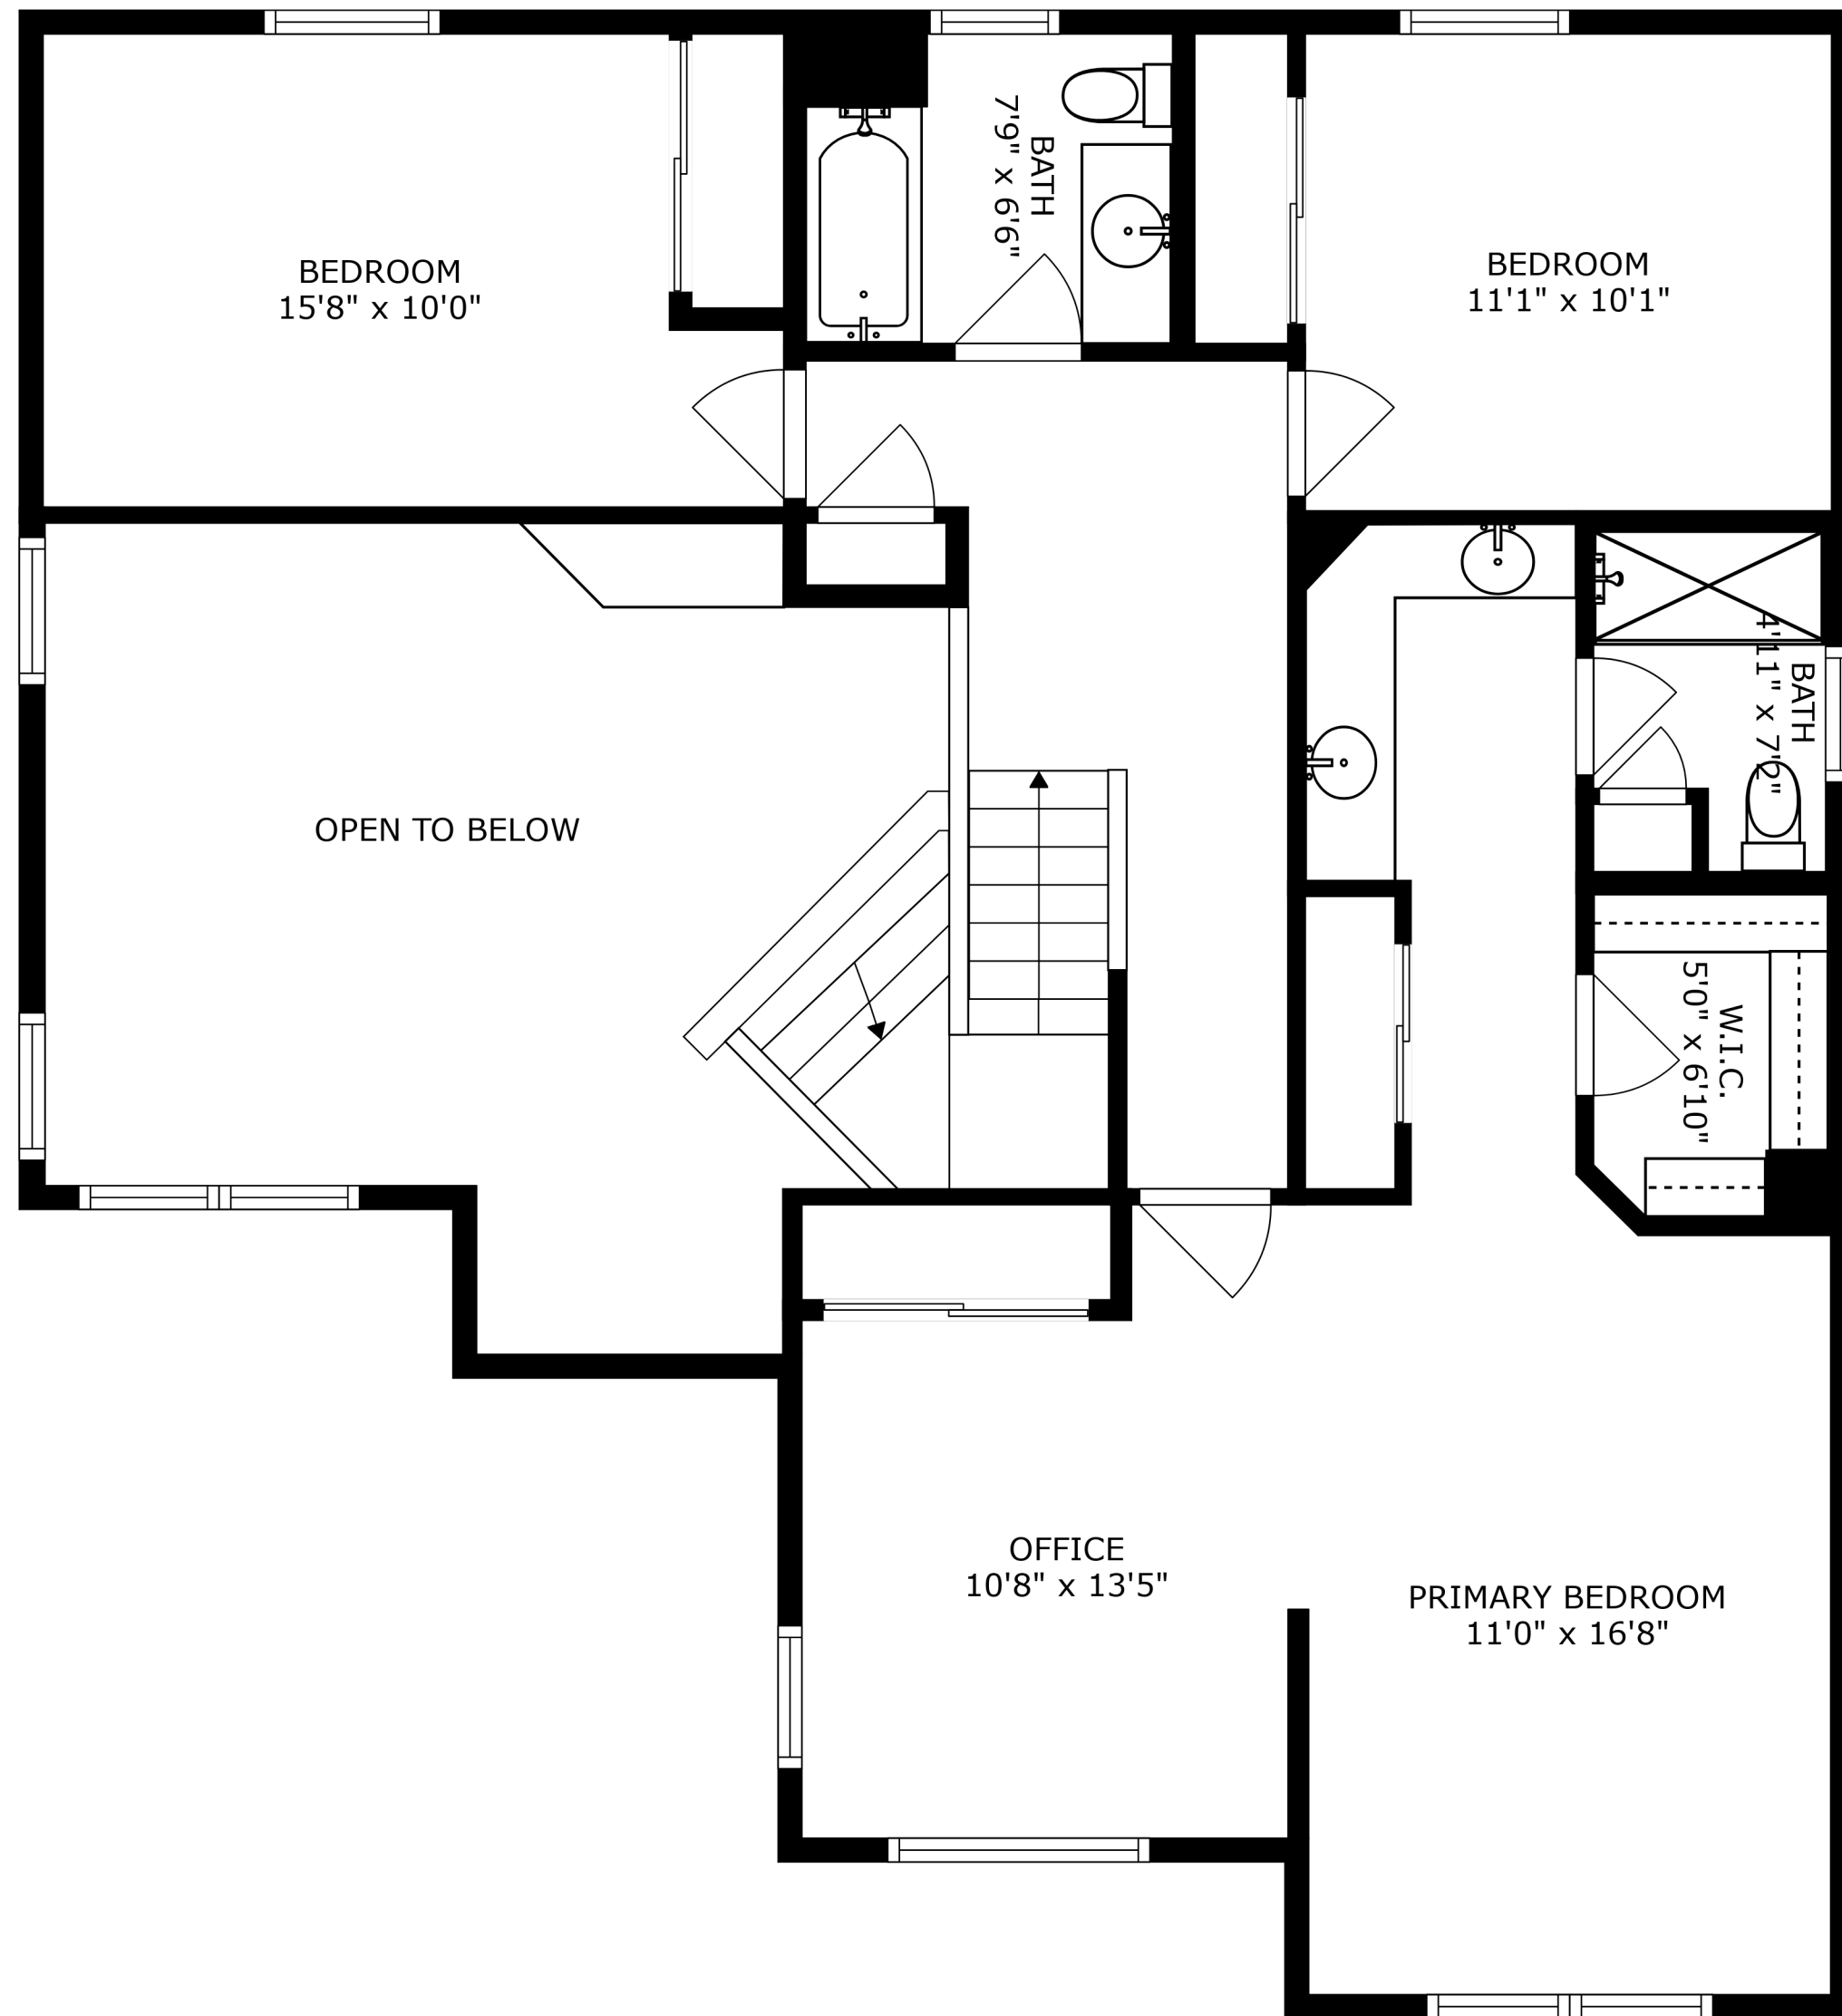 BEDROOM
15'8" x 10'0"
BATH
7'9" x 6'6"
BEDROOM
11'1" x 10'1"
BATH
4'11" x 7'2"
OPEN TO BELOW
W.I.C.
5'0" x 6'10"
OFFICE
10'8" x 13'5"
PRIMARY BEDROOM
11'0" x 16'8"